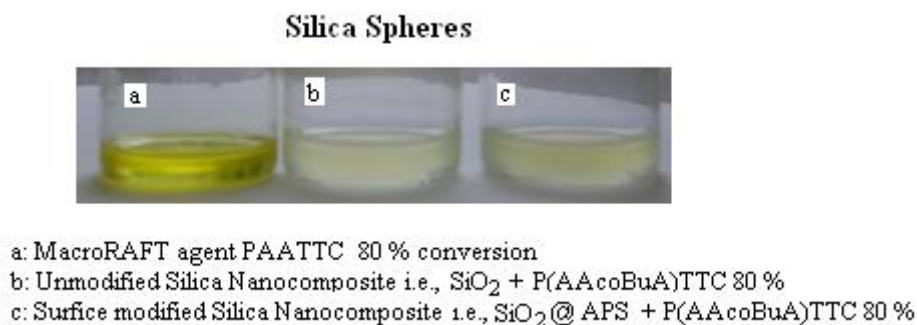 Silica Spheres
a b c
a: MacroRAFT agent PAATTC 80 % conversion
b: Unmodified Silica Nanocomposite i.e., SiO2 + P(AAcoBuA)TTC 80 %
c: Surfice modified Silica Nanocomposite i.e., SiO2@ APS + P(AAcoBuA)TTC 80 %